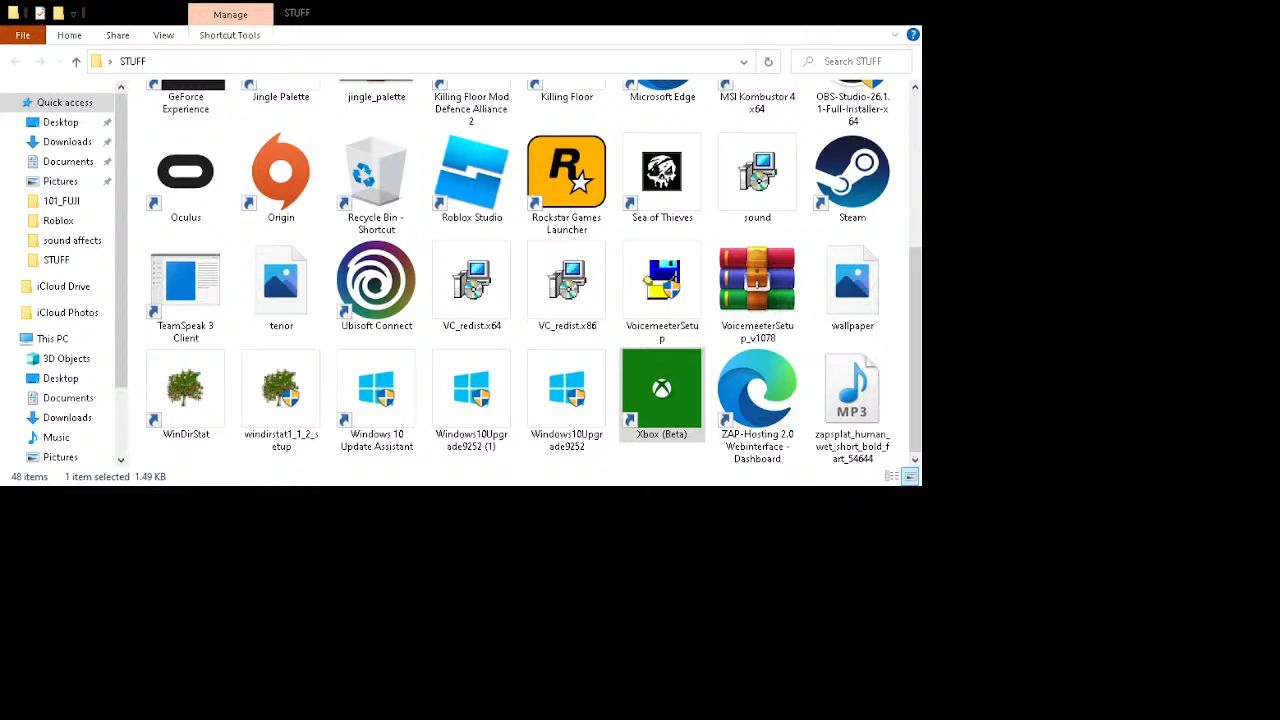 Manage
STUFF
File
Home
Share
View
Shortcut Tools
?
STUFF
Search STUFF
Quick access
Desktop
Downloads
Documents
Pictures
101_FUJI
Roblox
sound affects
STUFF
iCloud Drive
iCloud Photos
This PC
3D Objects
Desktop
Documents
Downloads
Music
Pictures
GeForce
Experience
Jingle Palette
jingle_palette
Killing Floor Mod
Defence Alliance
2
Killing Floor
Microsoft Edge
MSI Kombustor 4
x64
OBS-Studio-26.1.
1-Full-Installer-x
64
Oculus
Origin
Recycle Bin -
Shortcut
Roblox Studio
R
Rockstar Games
Launcher
Sea of Thieves
sound
Steam
TeamSpeak 3
Client
tenor
Ubisoft Connect
VC_redist.x64
VC_redist.x86
VoicemeeterSetu
p
VoicemeeterSetu
p_v1078
wallpaper
WinDirStat
windirstat1_1_2_s
etup
Windows 10
Update Assistant
Windows10Upgr
ade9252 (1)
Windows10Upgr
ade9252
Xbox (Beta)
ZAP-Hosting 2.0
Webinterface -
Dashboard
MP3
zapsplat_human_
wet_short_bold_f
art_54644
48 items
1 item selected
1.49 KB